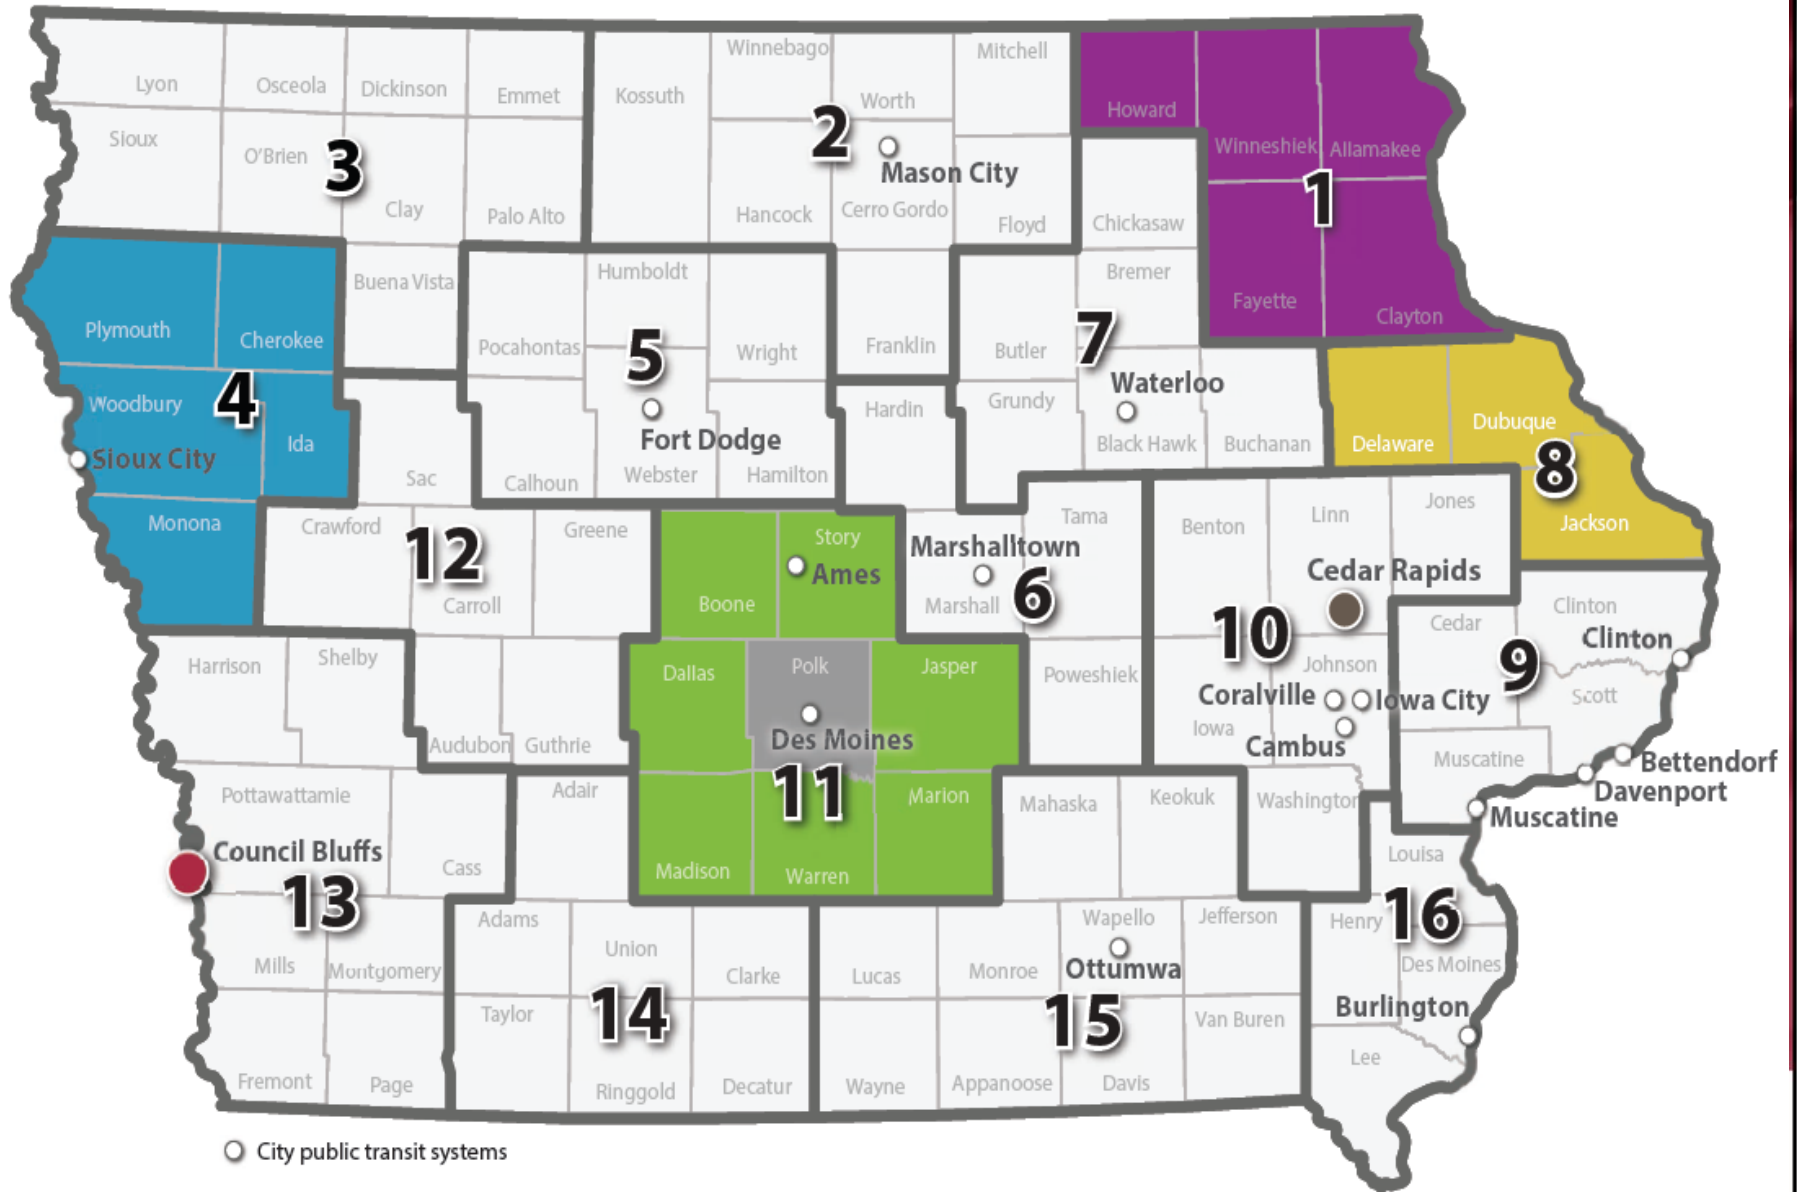 Winnebago
Mitchell
Lyon
Osceola
Dickinson
Emmet
Kossuth
Worth
Howard
2
Sioux
O'Brien
3
Mason City
Winneshiek
Allamakee
1
Clay
Palo Alto
Hancock
Cerro Gordo
Floyd
Chickasaw
Buena Vista
Humboldt
Bremer
Fayette
Clayton
Plymouth
Cherokee
Pocahontas
5
Wright
Franklin
Butler
7
Woodbury
4
Ida
Sioux City
Fort Dodge
Hardin
Grundy
Waterloo
Black Hawk
Buchanan
Delaware
Dubuque
8
Sac
Calhoun
Webster
Hamilton
Jackson
Monona
Crawford
12
Greene
Carroll
Story
Ames
Boone
Marshalltown
Marshall
6
Tama
Benton
Linn
Jones
Cedar Rapids
10
Cedar
Clinton
Clinton
9
Harrison
Shelby
Audubon
Guthrie
Dallas
Polk
Jasper
Des Moines
Poweshiek
Johnson
Coralville
Iowa City
Iowa
Cambus
Scott
Muscatine
Bettendorf
Davenport
Muscatine
Pottawattamie
Adair
11
Marion
Mahaska
Keokuk
Washington
Council Bluffs
Cass
Madison
Warren
Louisa
13
Adams
Union
Clarke
Lucas
Monroe
Wapello
Jefferson
Ottumwa
Henry
16
Des Moines
Mills
Montgomery
Taylor
14
15
Van Buren
Burlington
Lee
Fremont
Page
Ringgold
Decatur
Wayne
Appanoose
Davis
City public transit systems